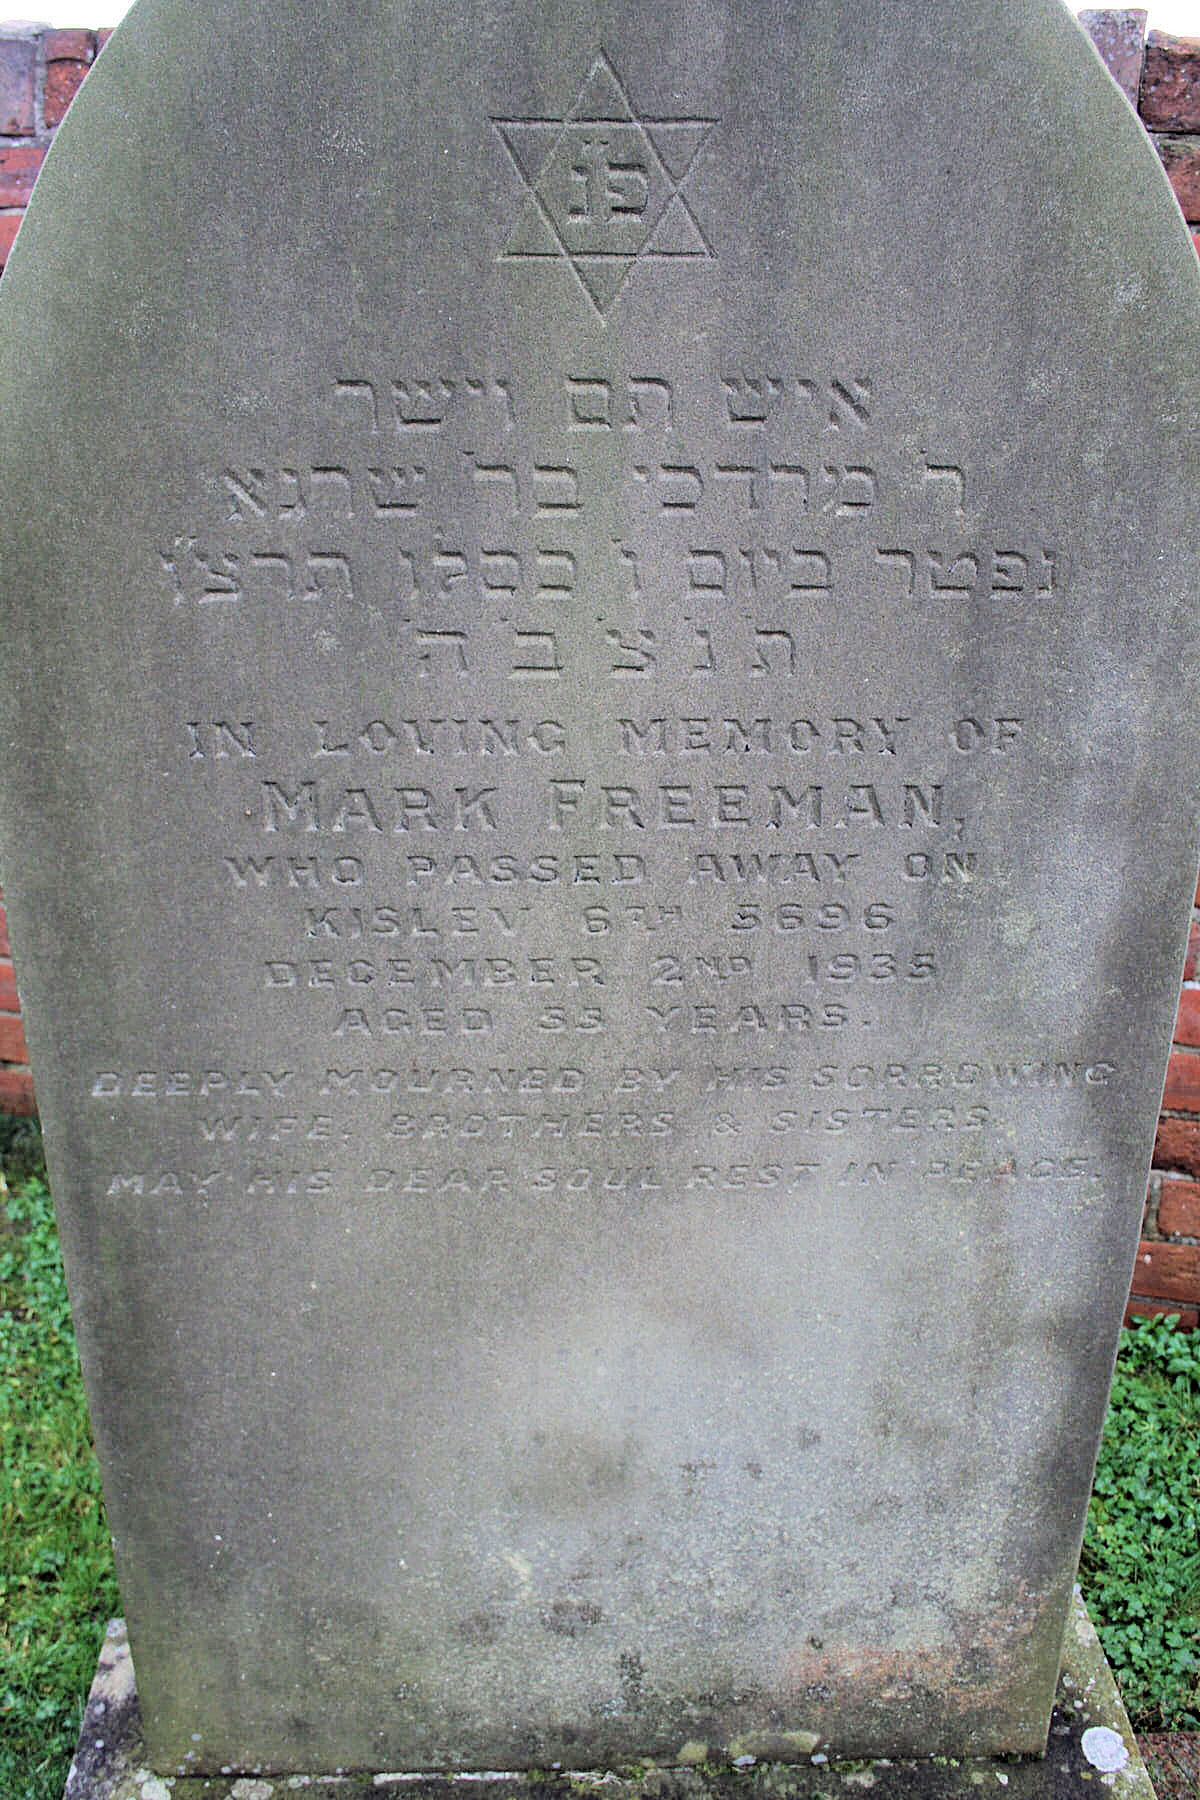 פ״נ
איש תם וישר
ר׳ מרדכי בר׳ שרגא
נפטר ביום ו׳ כסלו תרצ״ו
ת׳ נ׳ צ׳ ב׳ ה׳
IN LOVING MEMORY OF
MARK FREEMAN,
WHO PASSED AWAY ON
KISLEV 6TH 5696
DECEMBER 2ND 1935
AGED YEARS.
DEEPLY MOURNED BY HIS SORROWING
WIFE, BROTHERS & SISTERS.
MAY HIS DEAR SOUL REST IN PEACE.